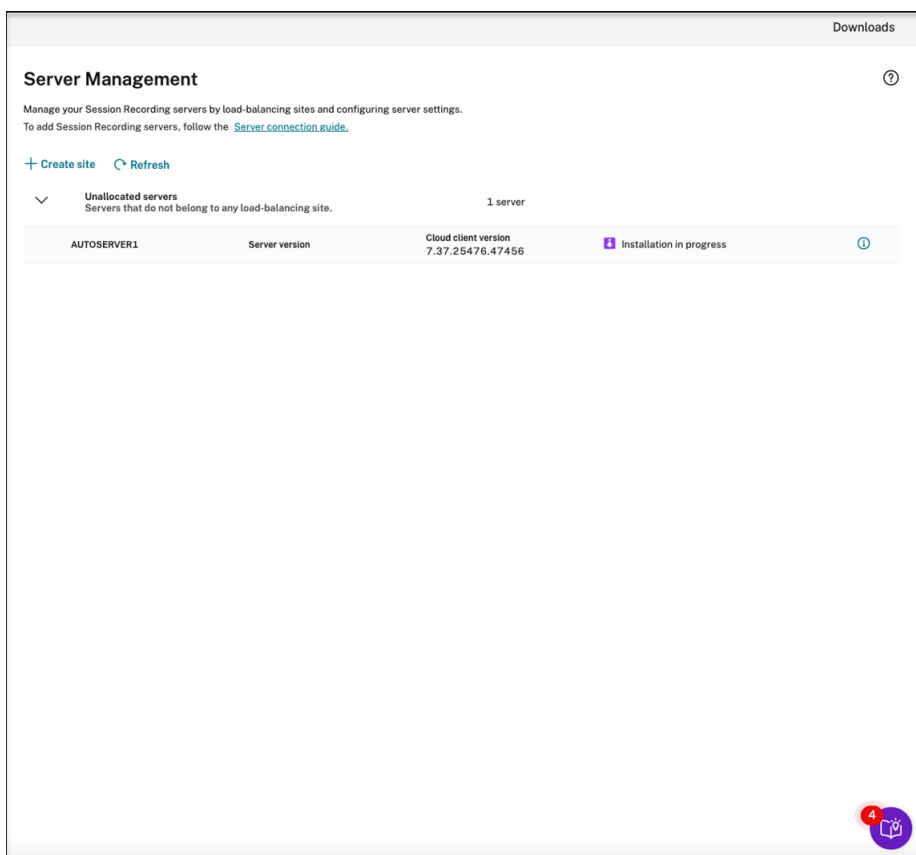 Downloads
Server Management
Manage your Session Recording servers by load-balancing sites and configuring server settings.
To add Session Recording servers, follow the Server connection guide.
Create site Refresh
Unallocated servers
Servers that do not belong to any load-balancing site.
1 server
AUTOSERVER1
Server version
Cloud client version
7.37.25476.47456
Installation in progress
4